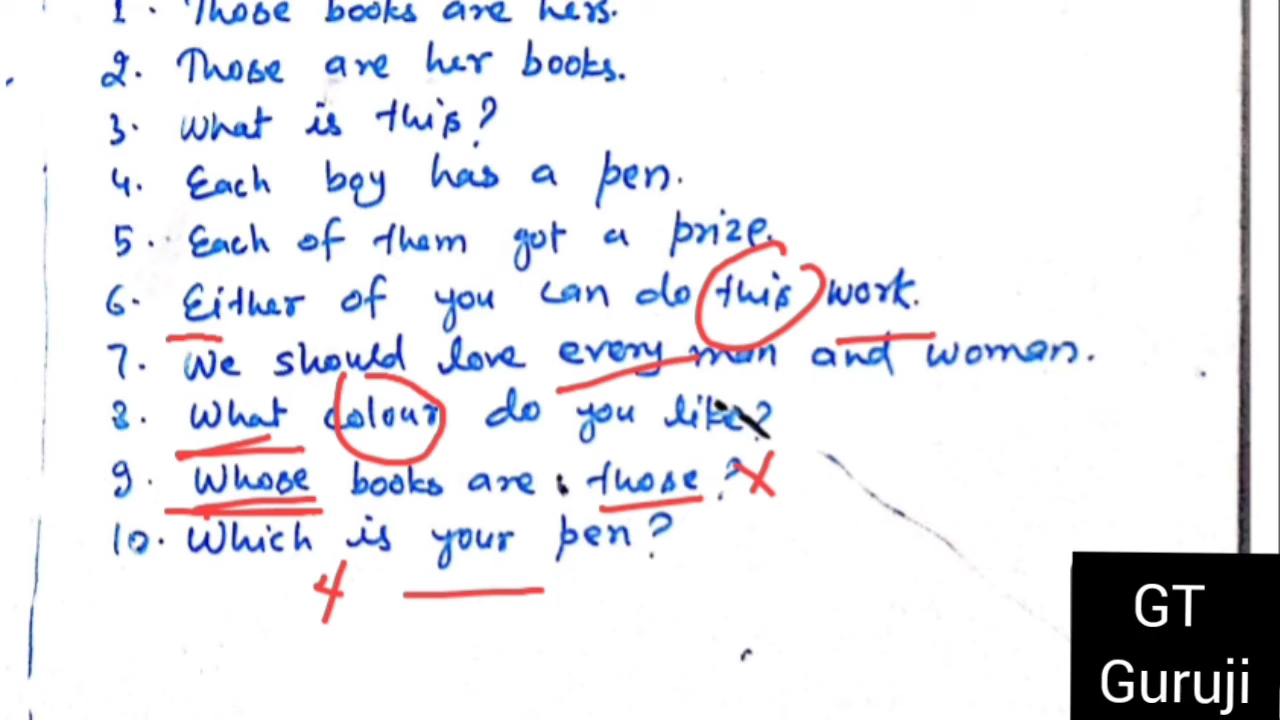 1. Those books are hers.
2. Those are her books.
3. What is this?
4. Each boy has a pen.
5. Each of them got a prize.
6. Either of you can do this work.
7. We should love every man and woman.
8. What colour do you like?
9. Whose books are those? x
10. Which is your pen?
4
GT
Guruji